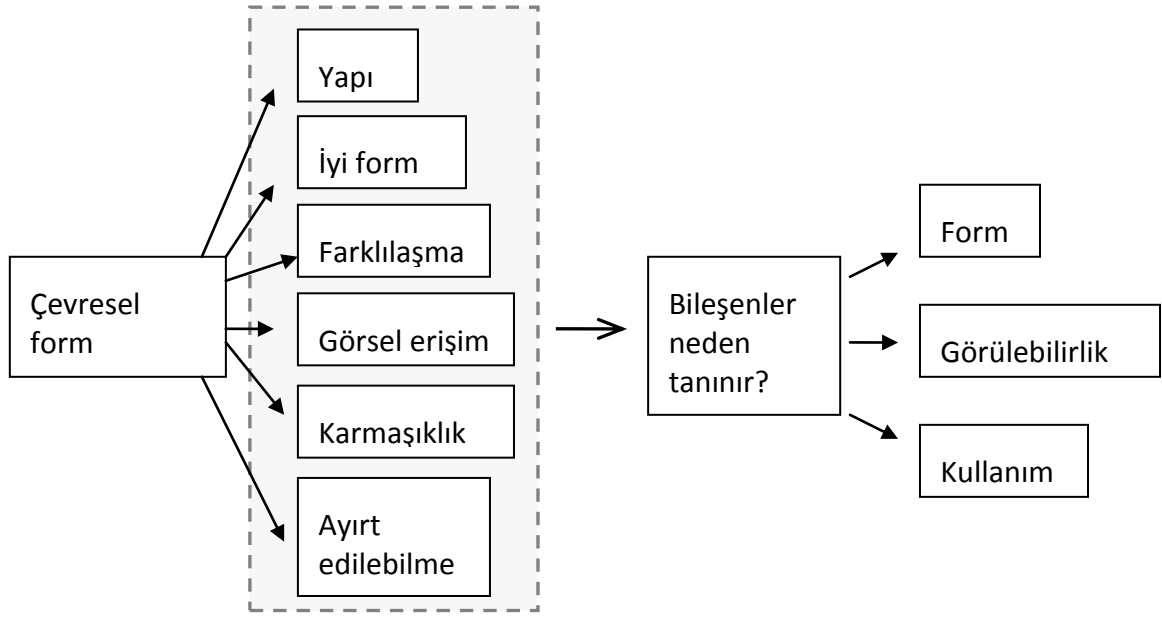 Çevresel
form
Yapı
İyi form
Farklılaşma
Görsel erişim
Karmaşıklık
Ayırt
edilebilme
Bileşenler
neden
tanınır?
Form
Görülebilirlik
Kullanım